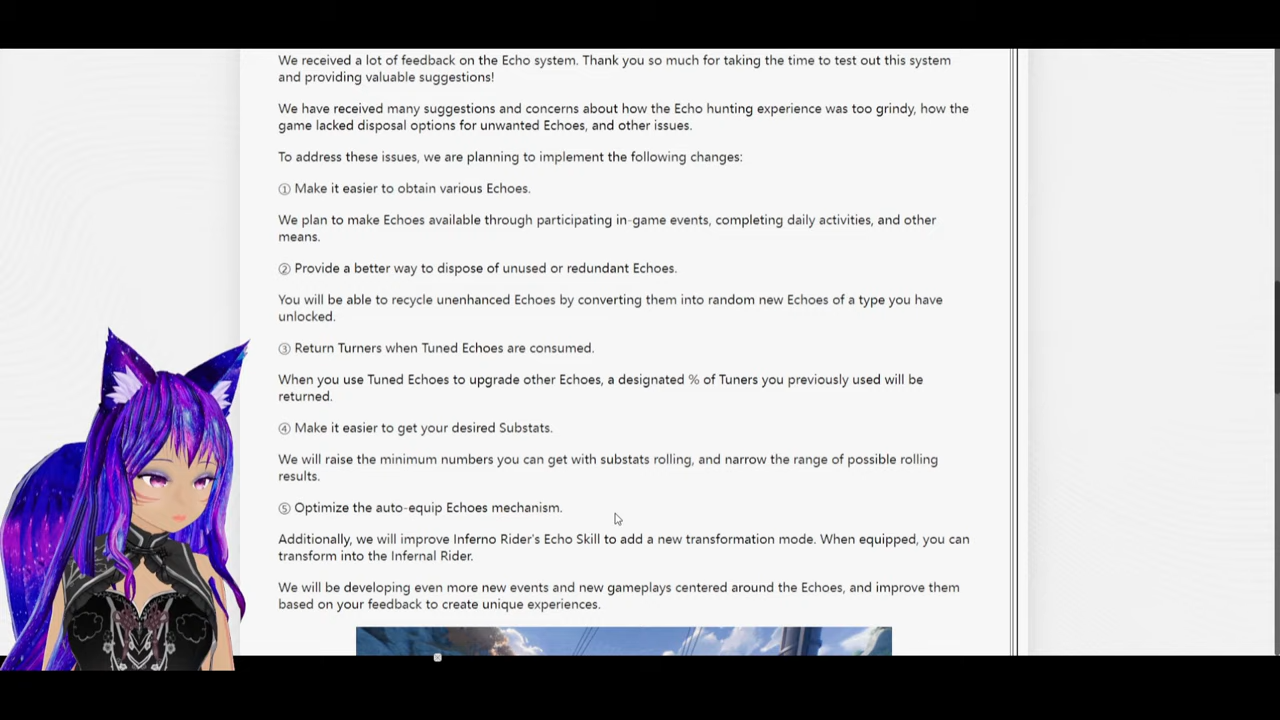 We received a lot of feedback on the Echo system. Thank you so much for taking the time to test out this system
and providing valuable suggestions!
We have received many suggestions and concerns about how the Echo hunting experience was too grindy, how the
game lacked disposal options for unwanted Echoes, and other issues.
To address these issues, we are planning to implement the following changes:
① Make it easier to obtain various Echoes.
We plan to make Echoes available through participating in-game events, completing daily activities, and other
means.
② Provide a better way to dispose of unused or redundant Echoes.
You will be able to recycle unenhanced Echoes by converting them into random new Echoes of a type you have
unlocked.
③ Return Turners when Tuned Echoes are consumed.
When you use Tuned Echoes to upgrade other Echoes, a designated % of Tuners you previously used will be
returned.
④ Make it easier to get your desired Substats.
We will raise the minimum numbers you can get with substats rolling, and narrow the range of possible rolling
results.
⑤ Optimize the auto-equip Echoes mechanism.
Additionally, we will improve Inferno Rider's Echo Skill to add a new transformation mode. When equipped, you can
transform into the Infernal Rider.
We will be developing even more new events and new gameplays centered around the Echoes, and improve them
based on your feedback to create unique experiences.